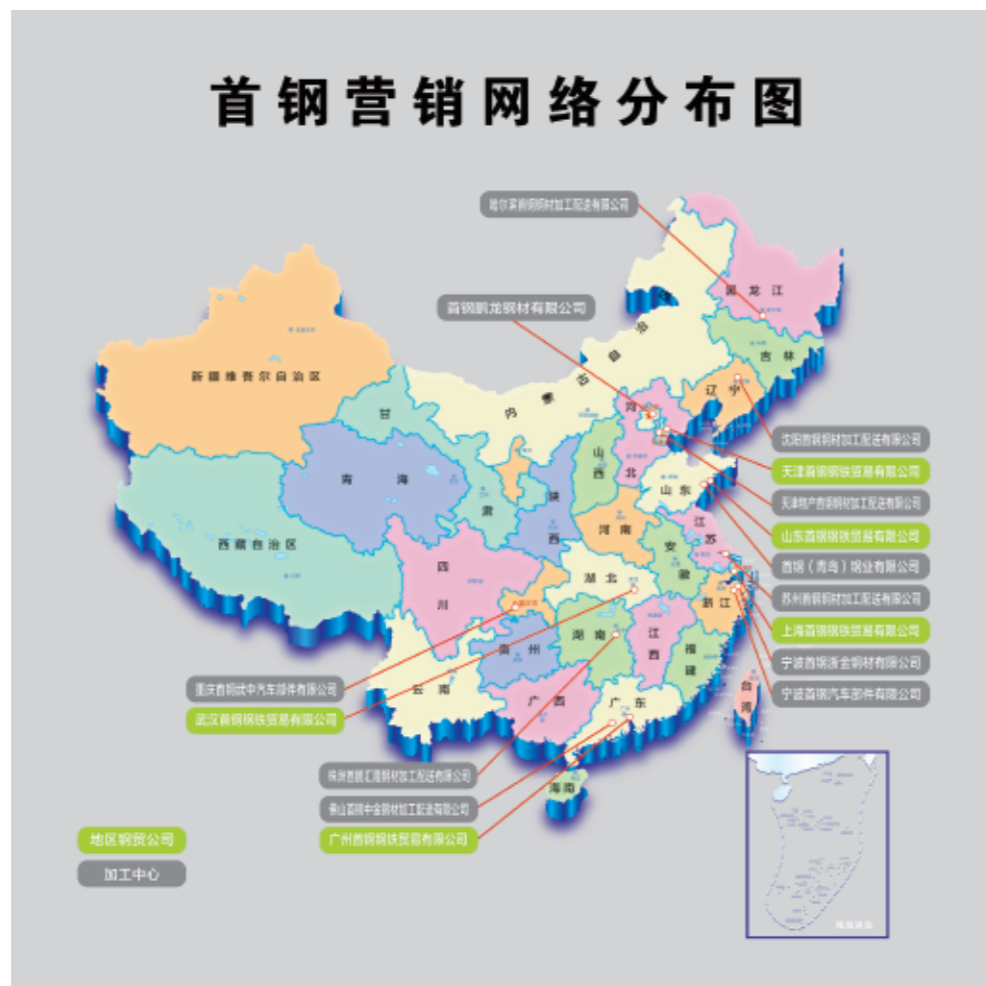 首钢营销网络分布图
哈尔滨首钢钢材加工配送有限公司
首钢鹏龙钢材有限公司
黑龙江
吉林
辽宁
内蒙古自治区
新疆维吾尔自治区
甘肃
青海
西藏自治区
河北
山西
陕西
山东
河南
江苏
安徽
四川
湖北
浙江
湖南
江西
福建
贵州
云南
广西
广东
台湾
海南
沈阳首钢钢材加工配送有限公司
天津首钢钢铁贸易有限公司
天津物产首钢钢材加工配送有限公司
山东首钢钢铁贸易有限公司
首钢（青岛）钢业有限公司
苏州首钢钢材加工配送有限公司
上海首钢钢铁贸易有限公司
宁波首钢浙金钢材有限公司
宁波首钢汽车部件有限公司
重庆首钢武中汽车部件有限公司
武汉首钢钢铁贸易有限公司
株洲首鹏汇隆钢材加工配送有限公司
佛山首钢中金钢材加工配送有限公司
广州首钢钢铁贸易有限公司
地区钢贸公司
加工中心
南海诸岛